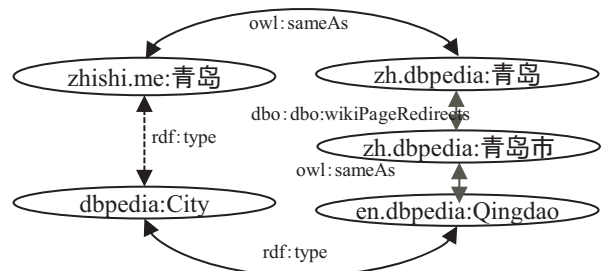 owl:sameAs
zhishi.me:青岛
zh.dbpedia:青岛
dbo:dbo:wikiPageRedirects
rdf:type
zh.dbpedia:青岛市
owl:sameAs
dbpedia:City
en.dbpedia:Qingdao
rdf:type